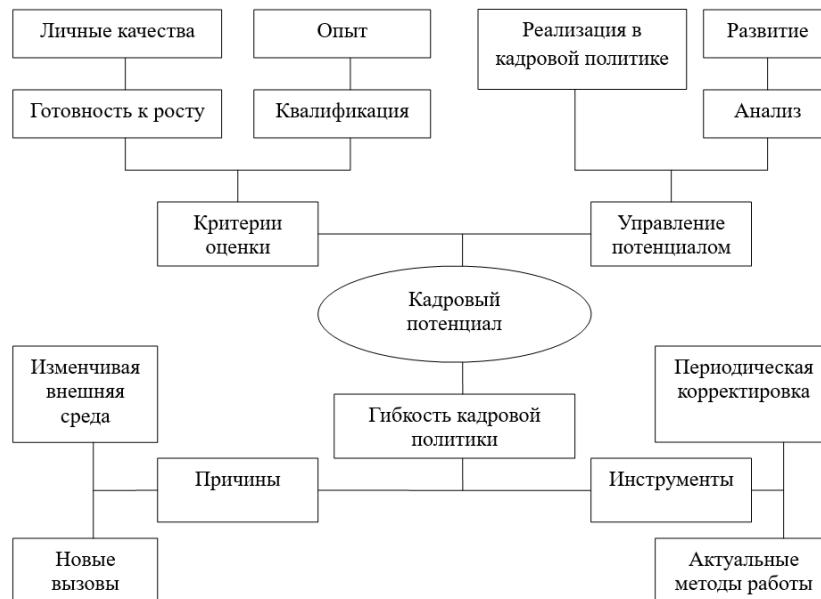 Личные качества
Опыт
Реализация в
кадровой политике
Развитие
Готовность к росту
Квалификация
Анализ
Критерии
оценки
Управление
потенциалом
Кадровый
потенциал
Изменчивая
внешняя
среда
Периодическая
корректировка
Гибкость кадровой
политики
Причины
Инструменты
Новые
вызовы
Актуальные
методы работы